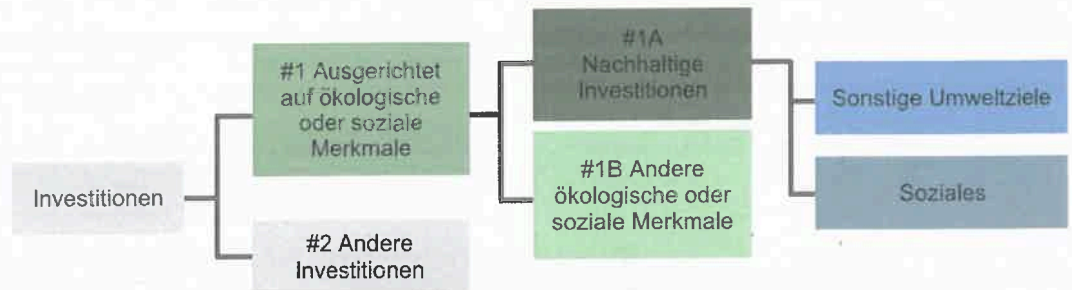 Investitionen
#1 Ausgerichtet
auf ökologische
oder soziale
Merkmale
#2 Andere
Investitionen
#1A
Nachhaltige
Investitionen
#1B Andere
ökologische oder
soziale Merkmale
Sonstige Umweltziele
Soziales